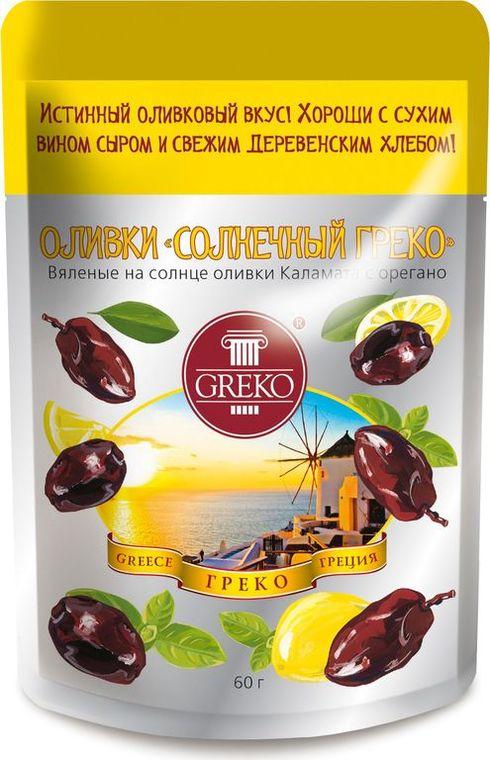 Истинный оливковый вкус! Хороши с сухим
вином сыром и свежим деревенским хлебом!
Оливки «Солнечный Греко»
Вяленые на солнце оливки Каламата с орегано
®
GREKO
GREECE ГРЕКО ГРЕЦИЯ
60 г